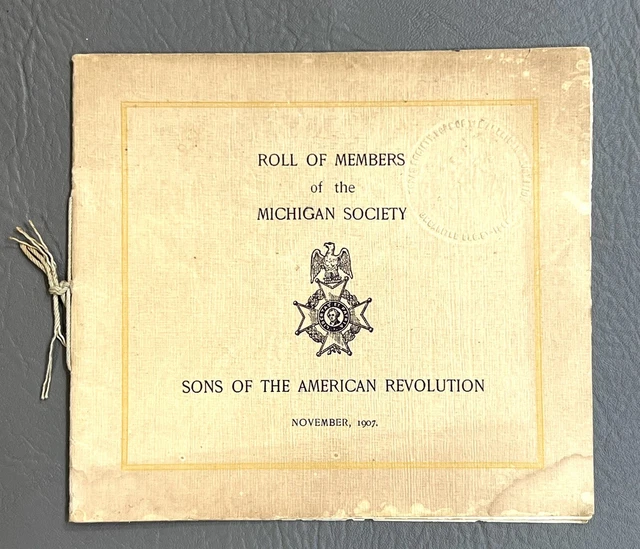 ROLL OF MEMBERS
of the
MICHIGAN SOCIETY
SONS OF THE AMERICAN REVOLUTION
NOVEMBER, 1907.